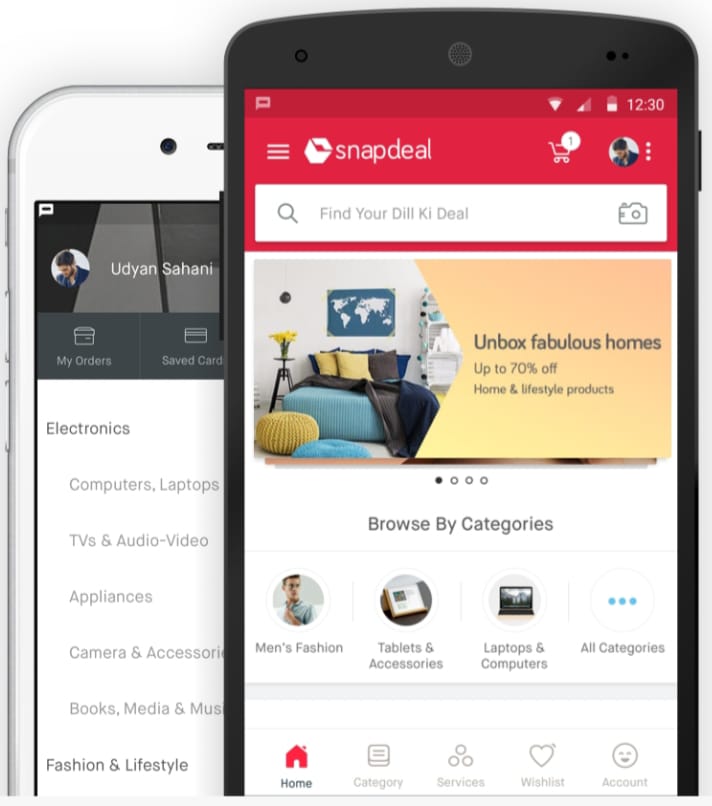 Udyan Sahani
My Orders
Saved Card
Electronics
Computers, Laptops
TVs & Audio-Video
Appliances
Camera & Accessorie
Books, Media & Musi
Fashion & Lifestyle
12:30
snapdeal
1
Find Your Dill Ki Deal
Unbox fabulous homes
Up to 70% off
Home & lifestyle products
Browse By Categories
Men's Fashion
Tablets &
Accessories
Laptops &
Computers
All Categories
Home
Category
Services
Wishlist
Account